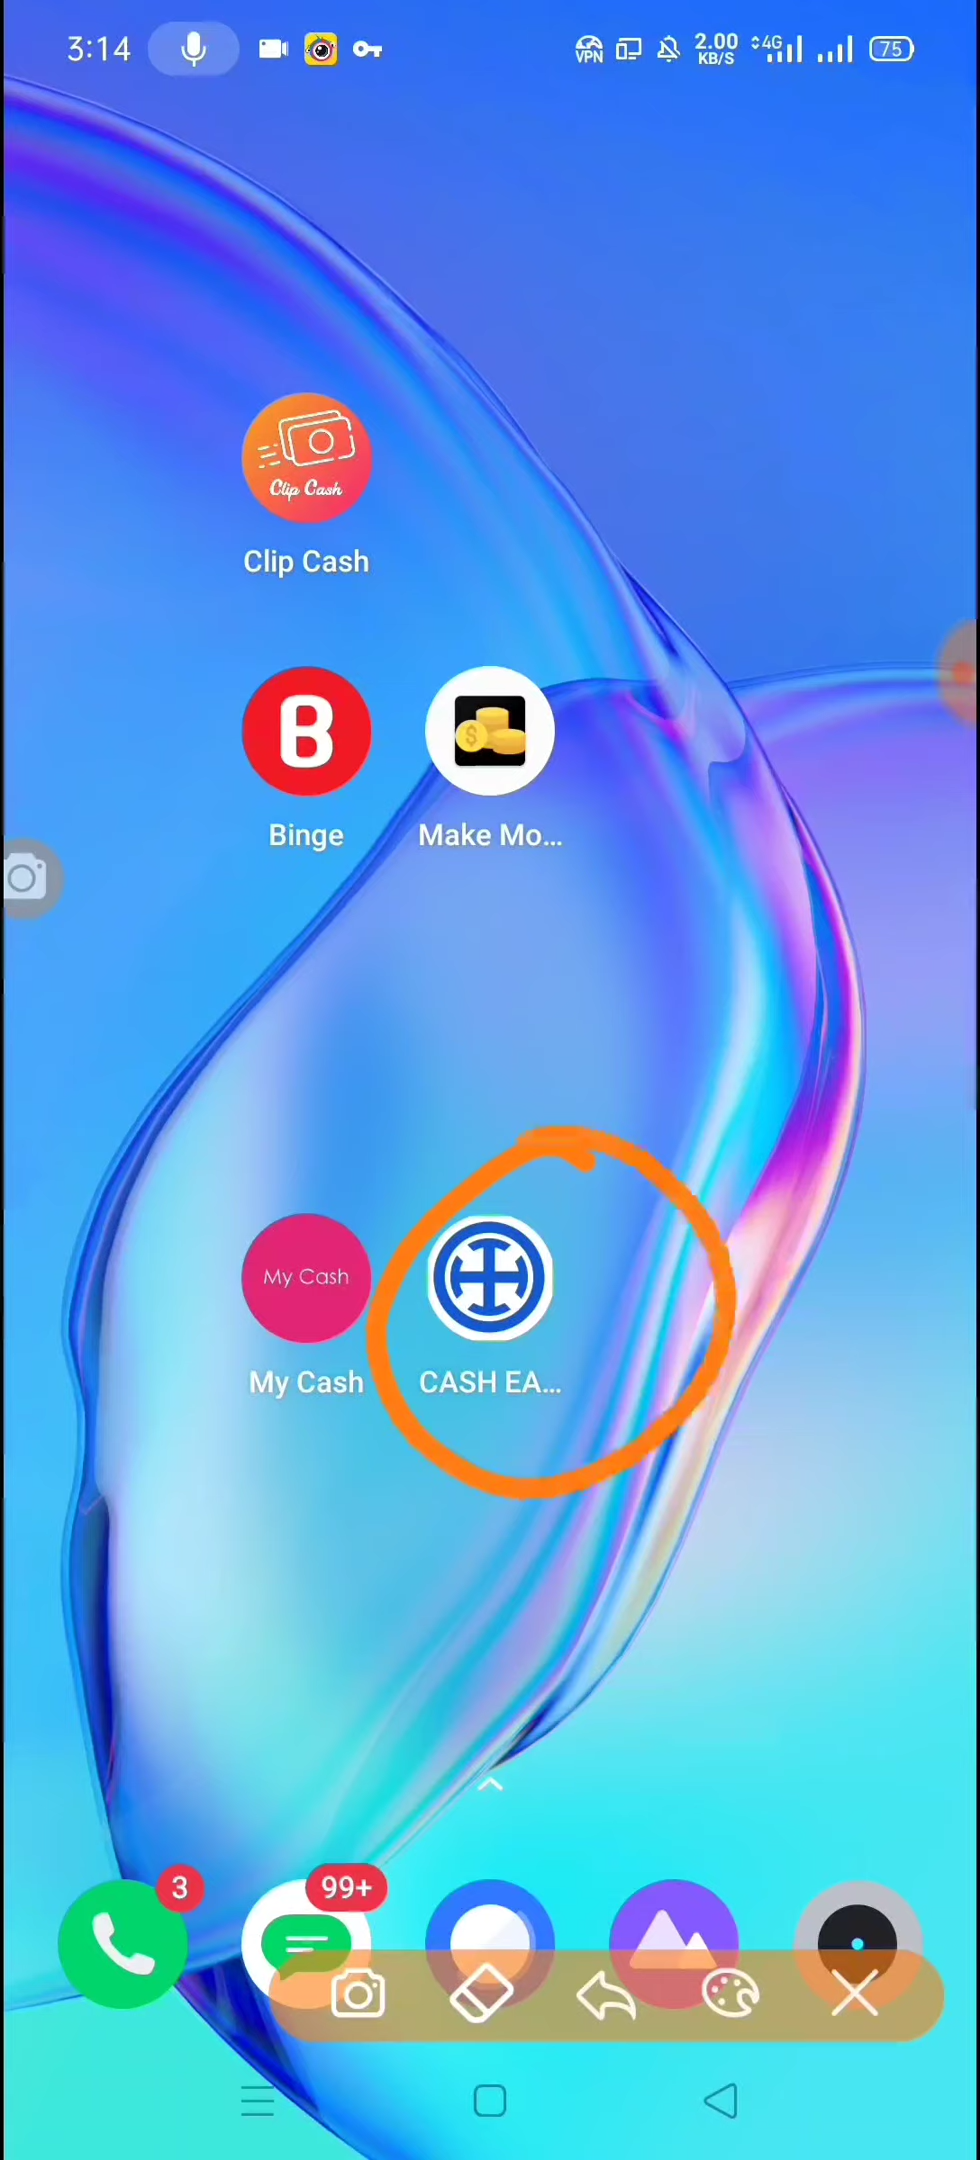 3:14
VPN
2.00
KB/S
4G
75
Clip Cash
Clip Cash
B
$
Binge
Make Mo...
My Cash
My Cash
CASH EA...
3
99+